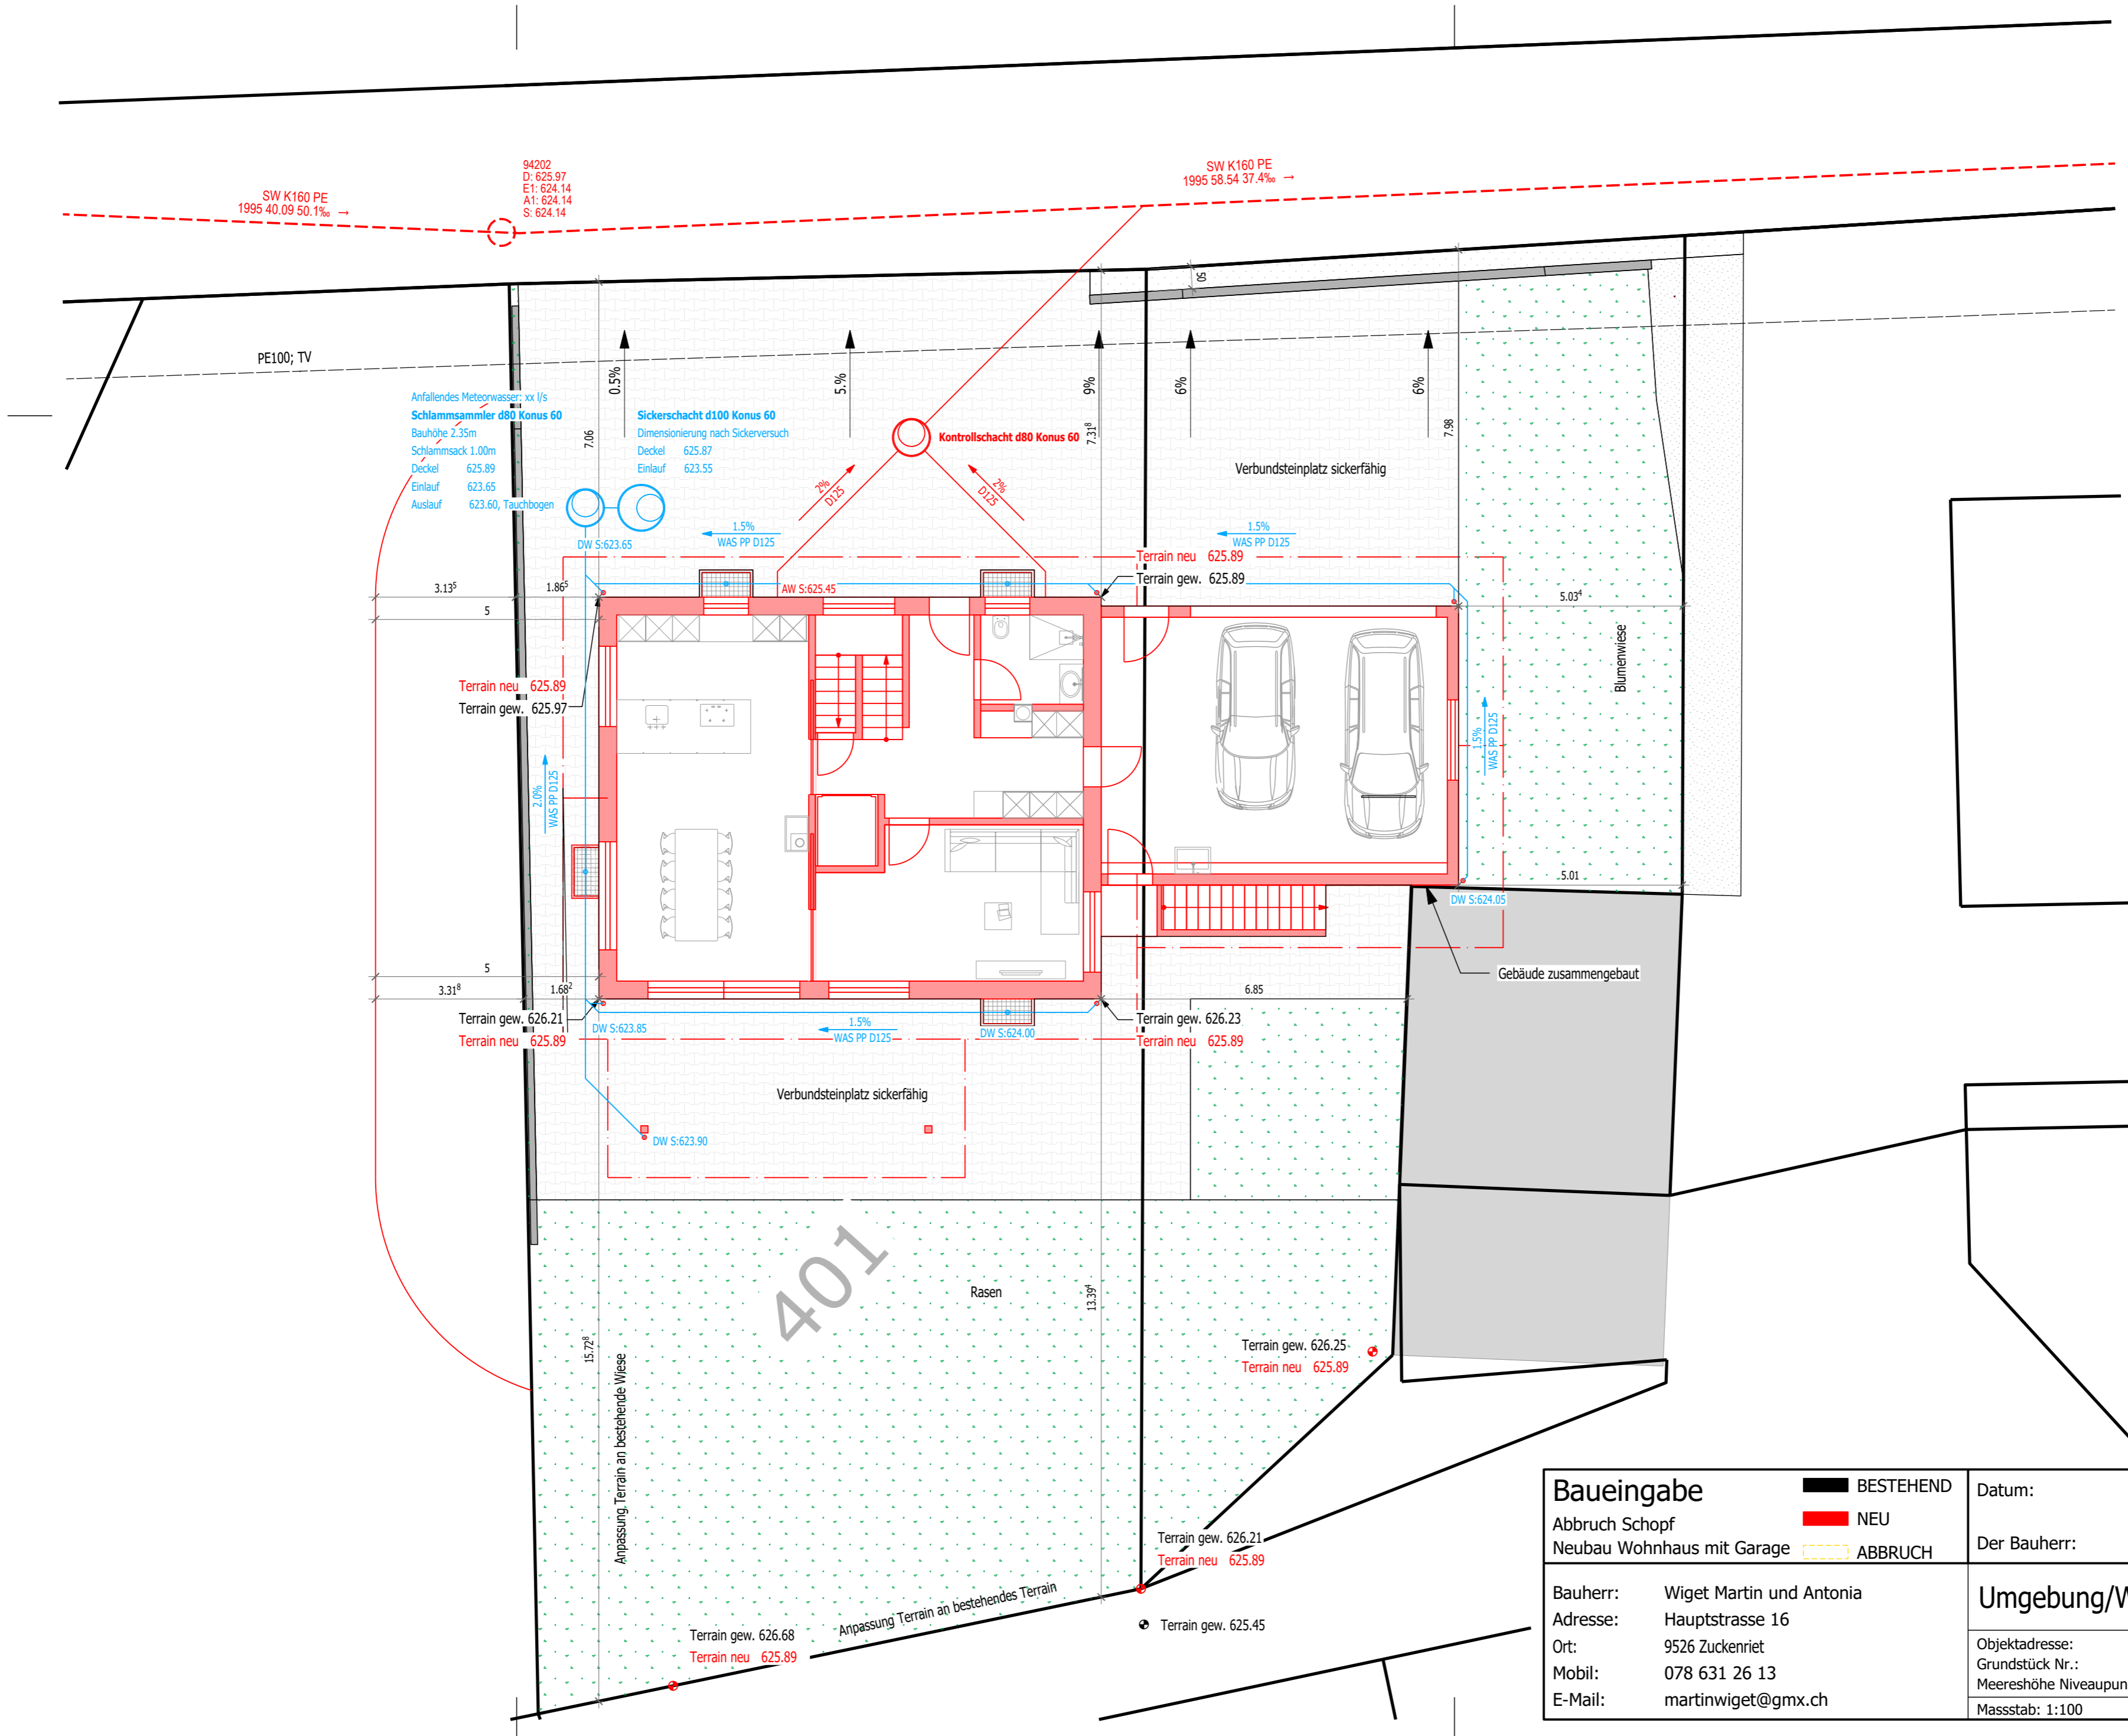 94202
D: 625.97
E1: 624.14
A1: 624.14
S: 624.14
SW K160 PE
1995 40.09 50.1‰ →
SW K160 PE
1995 58.54 37.4‰ →
PE100; TV
50
0.5%
5.%
9%
6%
6%
7.06
7.31⁸
7.98
Anfallendes Meteorwasser: xx l/s
Schlammsammler d80 Konus 60
Bauhöhe 2.35m
Schlammsack 1.00m
Deckel 625.89
Einlauf 623.65
Auslauf 623.60, Tauchbogen
Sickerschacht d100 Konus 60
Dimensionierung nach Sickerversuch
Deckel 625.87
Einlauf 623.55
Kontrollschacht d80 Konus 60
2%
D125
2%
D125
Verbundsteinplatz sickerfähig
1.5%
WAS PP D125
1.5%
WAS PP D125
DW S:623.65
Terrain neu 625.89
Terrain gew. 625.89
AW S:625.45
3.13⁵
1.86⁵
5
5.03⁴
Blumenwiese
Terrain neu 625.89
Terrain gew. 625.97
2.0%
WAS PP D125
1.5%
WAS PP D125
5.01
DW S:624.05
Gebäude zusammengebaut
5
3.31⁸
1.68²
6.85
Terrain gew. 626.21
Terrain neu 625.89
DW S:623.85
1.5%
WAS PP D125
DW S:624.00
Terrain gew. 626.23
Terrain neu 625.89
Verbundsteinplatz sickerfähig
DW S:623.90
401
Rasen
13.39⁴
15.72⁸
Anpassung Terrain an bestehende Wiese
Terrain gew. 626.25
Terrain neu 625.89
Terrain gew. 626.21
Terrain neu 625.89
Anpassung Terrain an bestehendes Terrain
Terrain gew. 625.45
Terrain gew. 626.68
Terrain neu 625.89
Baueingabe
Abbruch Schopf
Neubau Wohnhaus mit Garage
BESTEHEND
NEU
ABBRUCH
Datum:
Der Bauherr:
Bauherr: Wiget Martin und Antonia
Adresse: Hauptstrasse 16
Ort: 9526 Zuckenriet
Mobil: 078 631 26 13
E-Mail: martinwiget@gmx.ch
Umgebung/W
Objektadresse:
Grundstück Nr.:
Meereshöhe Niveaupun
Massstab: 1:100